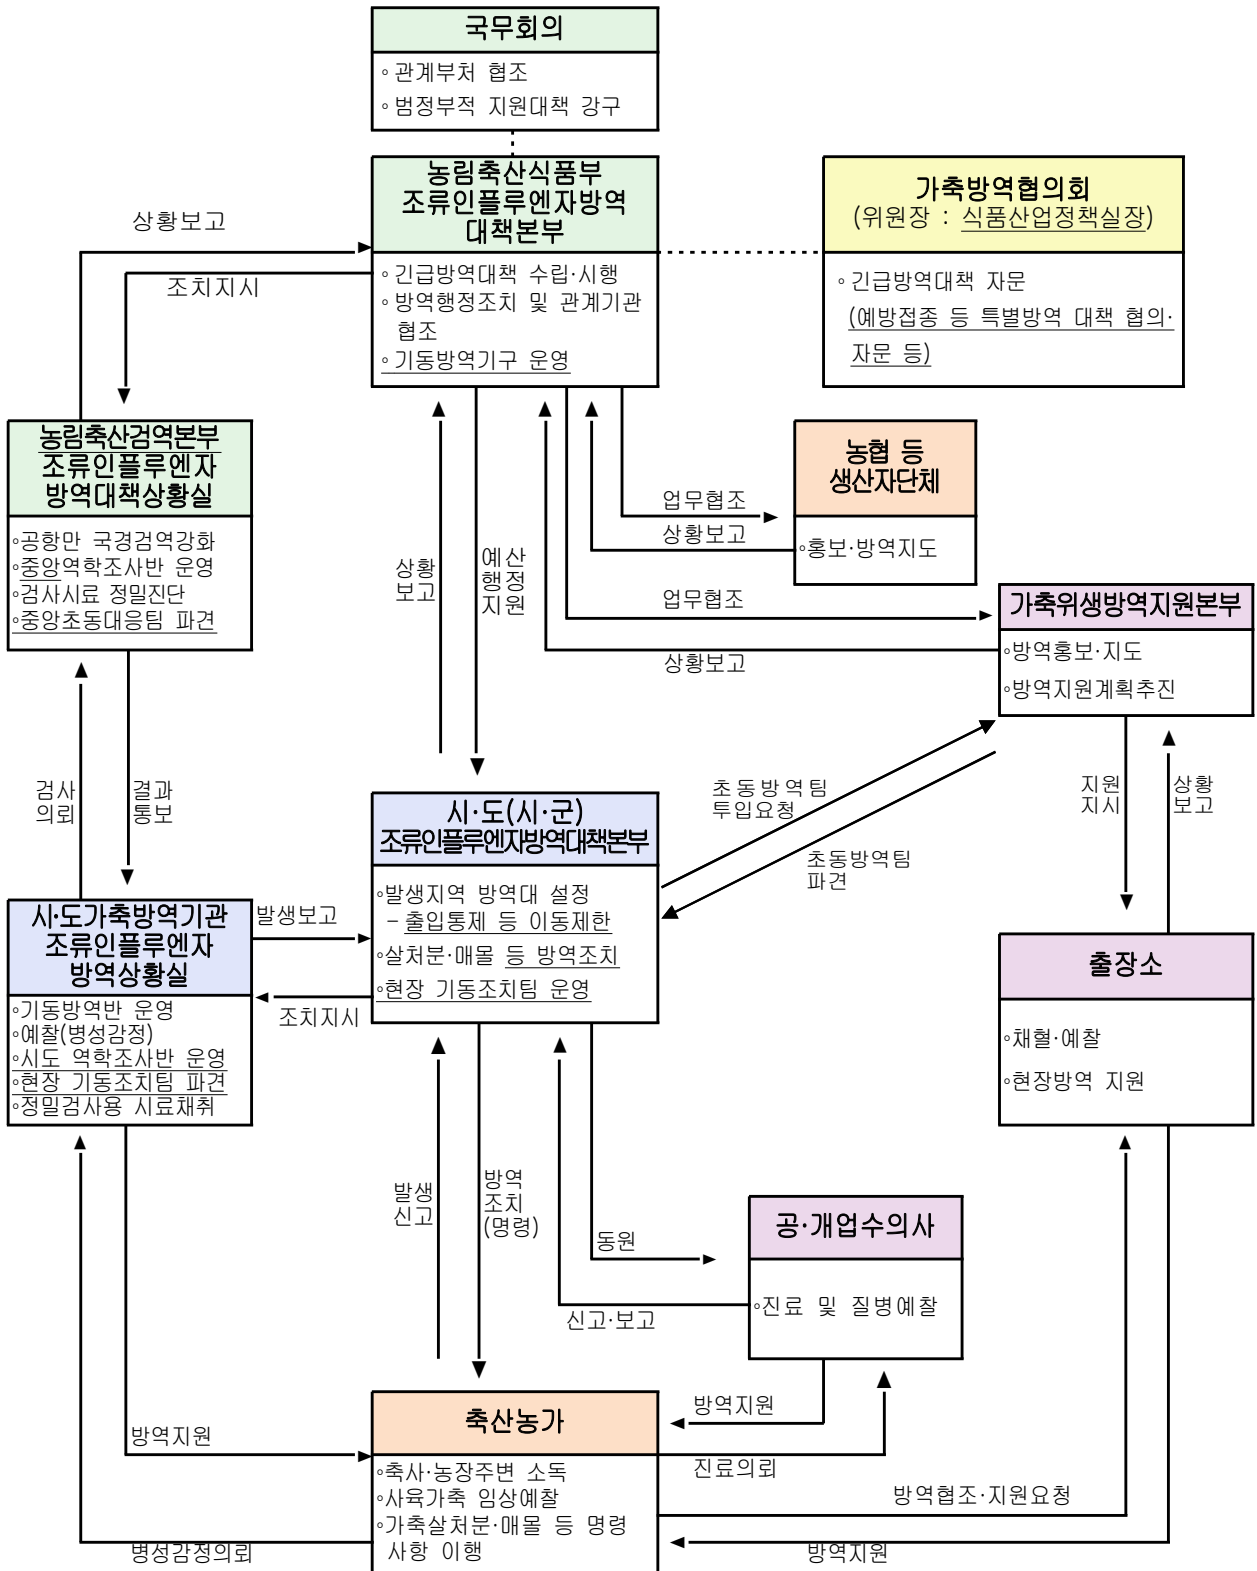 국무회의
◦관계부처 협조
◦범정부적 지원대책 강구
농림축산식품부
조류인플루엔자방역
대책본부
◦긴급방역대책 수립·시행
◦방역행정조치 및 관계기관
협조
◦기동방역기구 운영
가축방역협의회
(위원장 : 식품산업정책실장)
◦긴급방역대책 자문
(예방접종 등 특별방역 대책 협의·
자문 등)
상황보고
조치지시
농림축산검역본부
조류인플루엔자
방역대책상황실
◦공항만 국경검역강화
◦중앙역학조사반 운영
◦검사시료 정밀진단
◦중앙초동대응팀 파견
농협 등
생산자단체
◦홍보·방역지도
업무협조
상황보고
상황
보고
예산
행정
지원
업무협조
상황보고
가축위생방역지원본부
◦방역홍보·지도
◦방역지원계획추진
검사
의뢰
결과
통보
초동방역팀
투입요청
초동방역팀
파견
지원
지시
상황
보고
시·도(시·군)
조류인플루엔자방역대책본부
◦발생지역 방역대 설정
- 출입통제 등 이동제한
◦살처분·매몰 등 방역조치
◦현장 기동조치팀 운영
시·도가축방역기관
조류인플루엔자
방역상황실
◦기동방역반 운영
◦예찰(병성감정)
◦시도 역학조사반 운영
◦현장 기동조치팀 파견
◦정밀검사용 시료채취
발생보고
조치지시
출장소
◦채혈·예찰
◦현장방역 지원
발생
신고
방역
조치
(명령)
동원
신고·보고
공·개업수의사
◦진료 및 질병예찰
방역지원
방역지원
진료의뢰
축산농가
◦축사·농장주변 소독
◦사육가축 임상예찰
◦가축살처분·매몰 등 명령
사항 이행
방역협조·지원요청
병성감정의뢰
방역지원